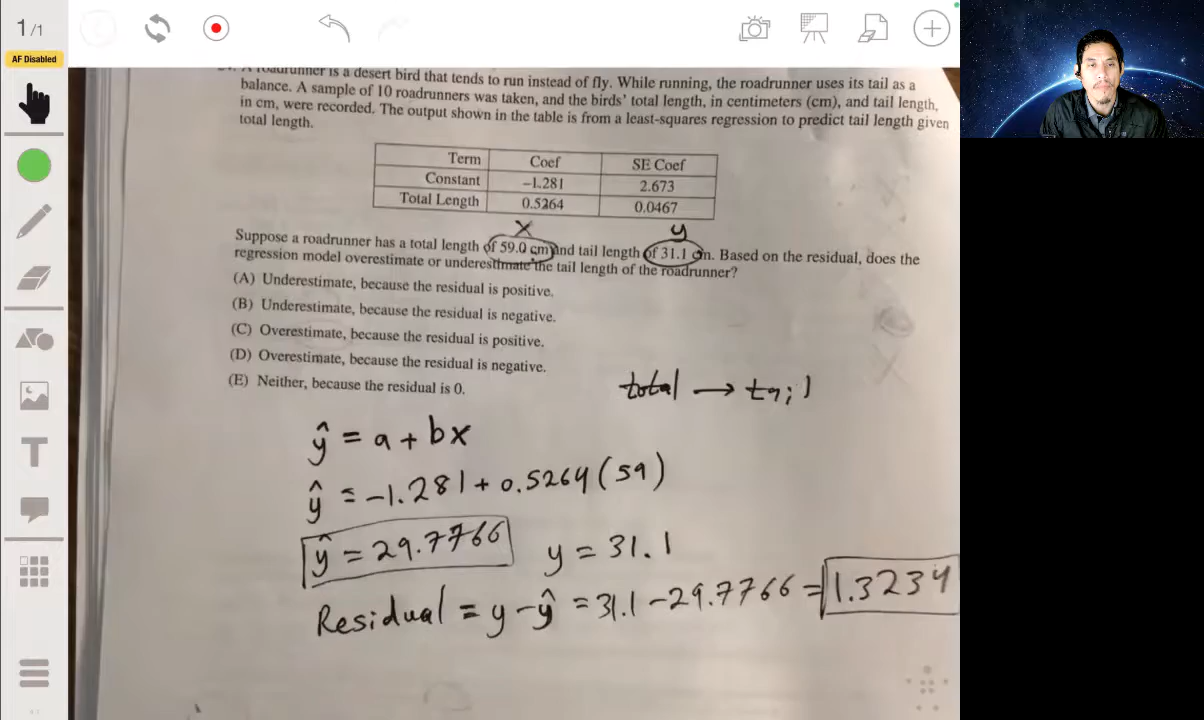 1/1
AF Disabled
A roadrunner is a desert bird that tends to run instead of fly. While running, the roadrunner uses its tail as a
balance. A sample of 10 roadrunners was taken, and the birds' total length, in centimeters (cm), and tail length,
in cm, were recorded. The output shown in the table is from a least-squares regression to predict tail length given
total length.
Term Coef SE Coef
Constant −1.281 2.673
Total Length 0.5264 0.0467
x y
Suppose a roadrunner has a total length of 59.0 cm and tail length of 31.1 cm. Based on the residual, does the
regression model overestimate or underestimate the tail length of the roadrunner?
(A) Underestimate, because the residual is positive.
(B) Underestimate, because the residual is negative.
(C) Overestimate, because the residual is positive.
(D) Overestimate, because the residual is negative.
(E) Neither, because the residual is 0.
total → tail
ŷ = a + bx
ŷ = −1.281 + 0.5264 (59)
ŷ = 29.7766 y = 31.1
Residual = y − ŷ = 31.1 − 29.7766 = 1.3234
T